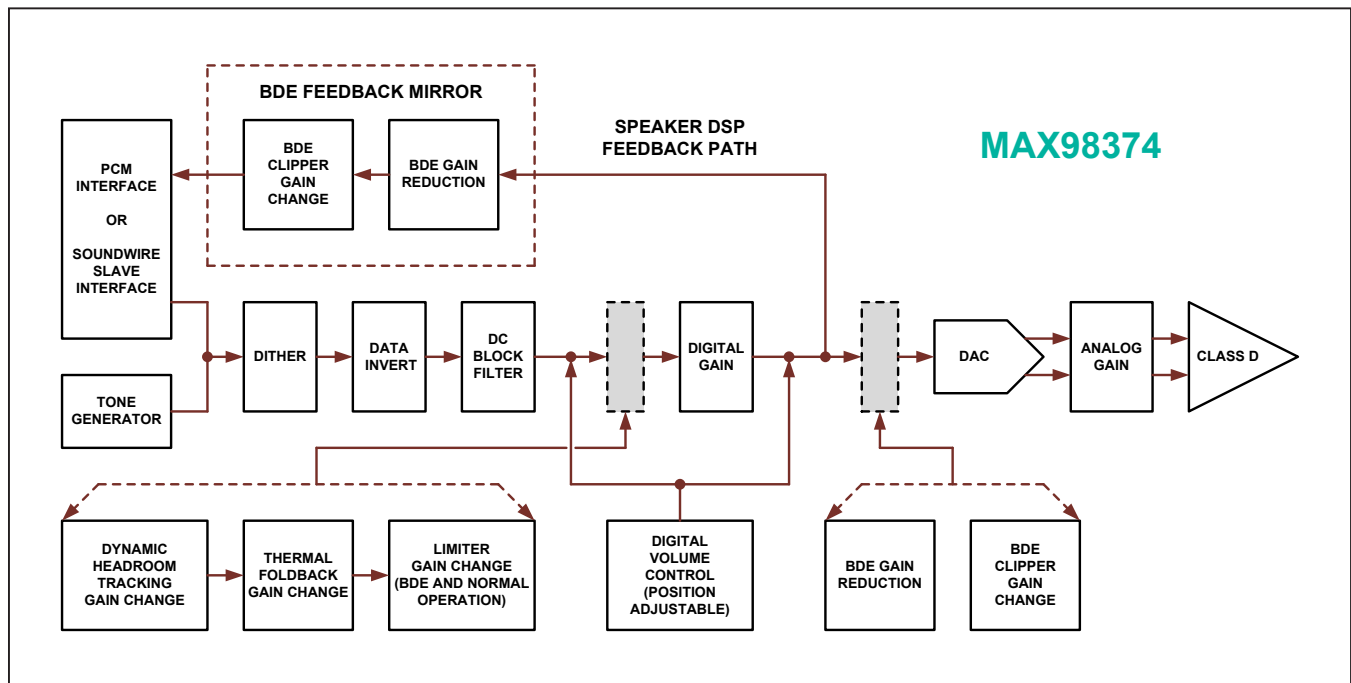 BDE FEEDBACK MIRROR
PCM
INTERFACE
OR
SOUNDWIRE
SLAVE
INTERFACE
BDE
CLIPPER
GAIN
CHANGE
BDE GAIN
REDUCTION
SPEAKER DSP
FEEDBACK PATH
MAX98374
TONE
GENERATOR
DITHER
DATA
INVERT
DC
BLOCK
FILTER
DIGITAL
GAIN
DAC
ANALOG
GAIN
CLASS D
DYNAMIC
HEADROOM
TRACKING
GAIN CHANGE
THERMAL
FOLDBACK
GAIN CHANGE
LIMITER
GAIN CHANGE
(BDE AND NORMAL
OPERATION)
DIGITAL
VOLUME
CONTROL
(POSITION
ADJUSTABLE)
BDE GAIN
REDUCTION
BDE
CLIPPER
GAIN
CHANGE